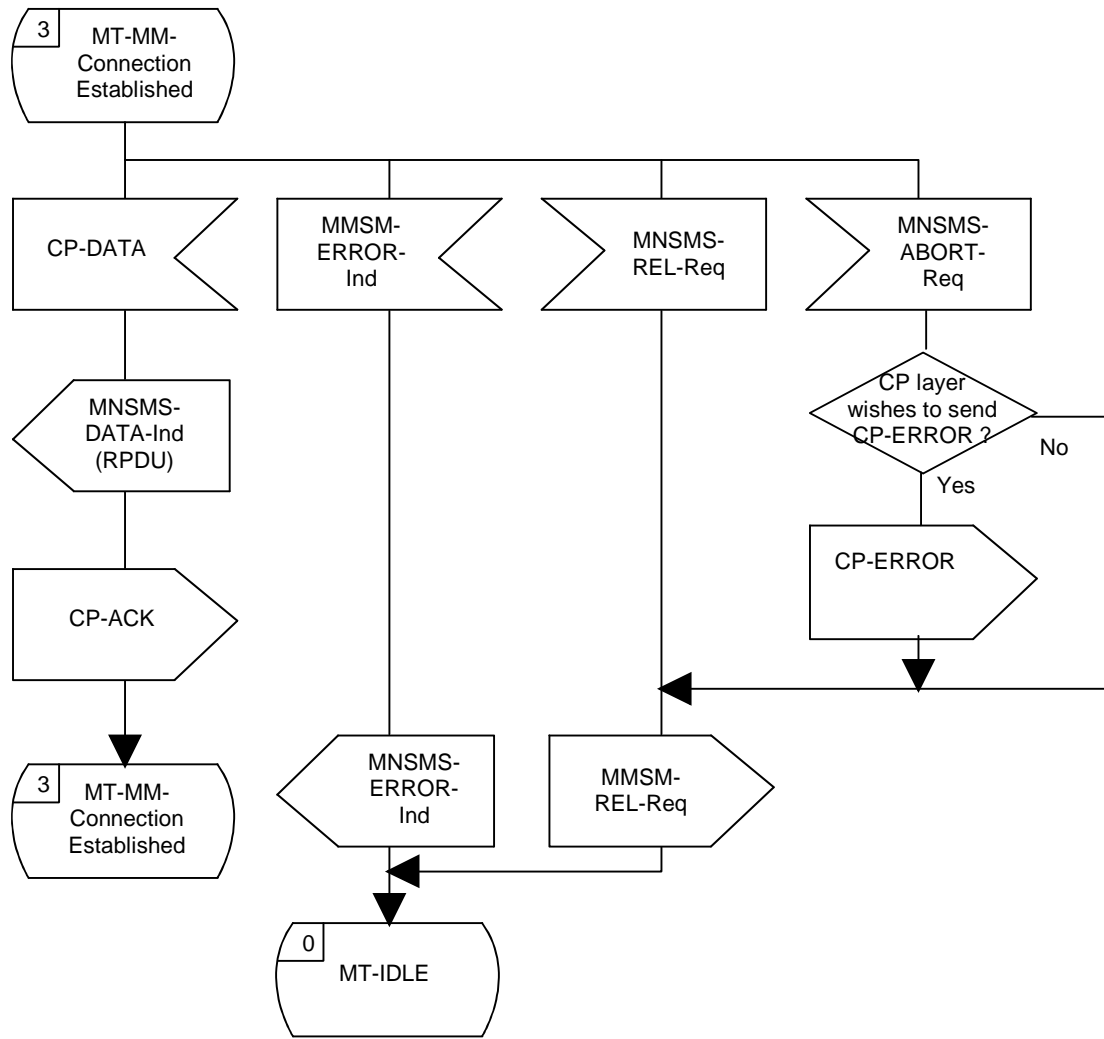 3
MT-MM-
Connection
Established
CP-DATA
MMSM-
ERROR-
Ind
MNSMS-
REL-Req
MNSMS-
ABORT-
Req
MNSMS-
DATA-Ind
(RPDU)
CP layer
wishes to send
CP-ERROR ?
No
Yes
CP-ACK
CP-ERROR
3
MT-MM-
Connection
Established
MNSMS-
ERROR-
Ind
MMSM-
REL-Req
0
MT-IDLE